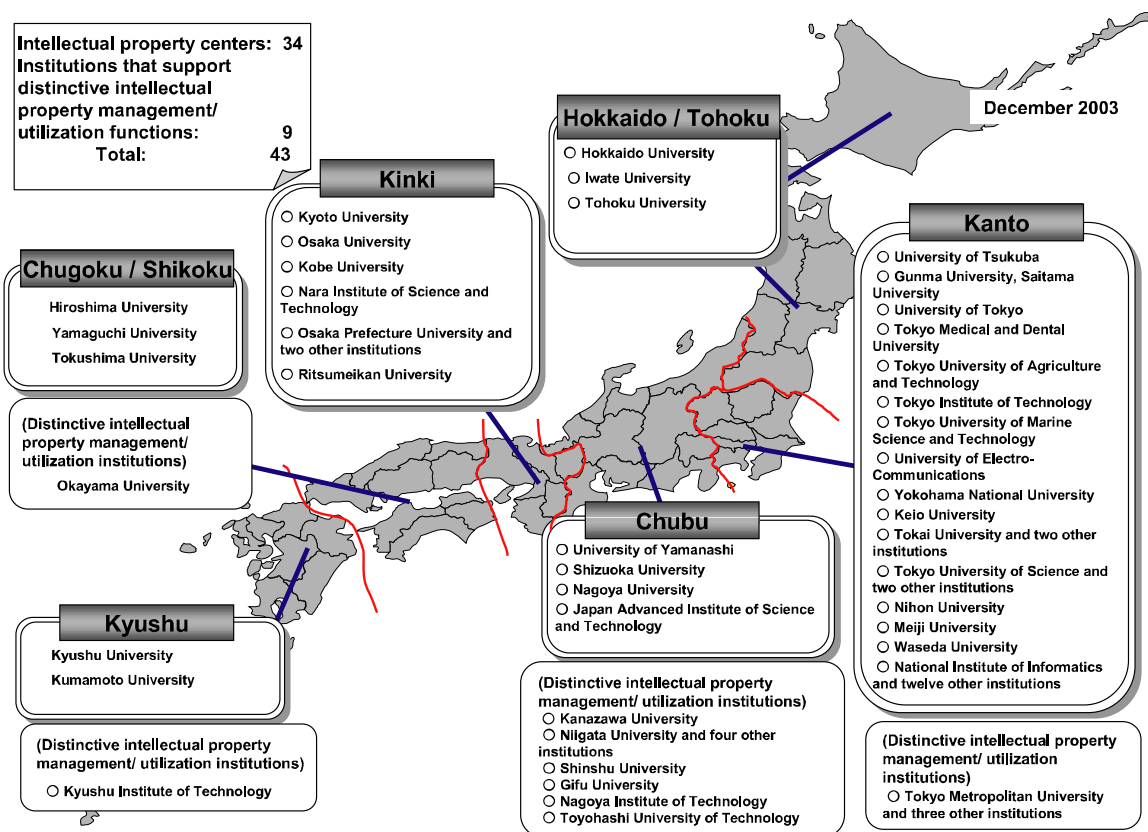 Intellectual property centers: 34
Institutions that support
distinctive intellectual
property management/
utilization functions: 9
Total: 43
December 2003
Hokkaido / Tohoku
○ Hokkaido University
○ Iwate University
○ Tohoku University
Kinki
○ Kyoto University
○ Osaka University
○ Kobe University
○ Nara Institute of Science and
Technology
○ Osaka Prefecture University and
two other institutions
○ Ritsumeikan University
Kanto
○ University of Tsukuba
○ Gunma University, Saitama
University
○ University of Tokyo
○ Tokyo Medical and Dental
University
○ Tokyo University of Agriculture
and Technology
○ Tokyo Institute of Technology
○ Tokyo University of Marine
Science and Technology
○ University of Electro-
Communications
○ Yokohama National University
○ Keio University
○ Tokai University and two other
institutions
○ Tokyo University of Science and
two other institutions
○ Nihon University
○ Meiji University
○ Waseda University
○ National Institute of Informatics
and twelve other institutions
(Distinctive intellectual property
management/ utilization
institutions)
○ Tokyo Metropolitan University
and three other institutions
Chugoku / Shikoku
Hiroshima University
Yamaguchi University
Tokushima University
(Distinctive intellectual
property management/
utilization institutions)
Okayama University
Chubu
○ University of Yamanashi
○ Shizuoka University
○ Nagoya University
○ Japan Advanced Institute of Science
and Technology
(Distinctive intellectual property
management/ utilization institutions)
○ Kanazawa University
○ Niigata University and four other
institutions
○ Shinshu University
○ Gifu University
○ Nagoya Institute of Technology
○ Toyohashi University of Technology
Kyushu
Kyushu University
Kumamoto University
(Distinctive intellectual property
management/ utilization institutions)
○ Kyushu Institute of Technology